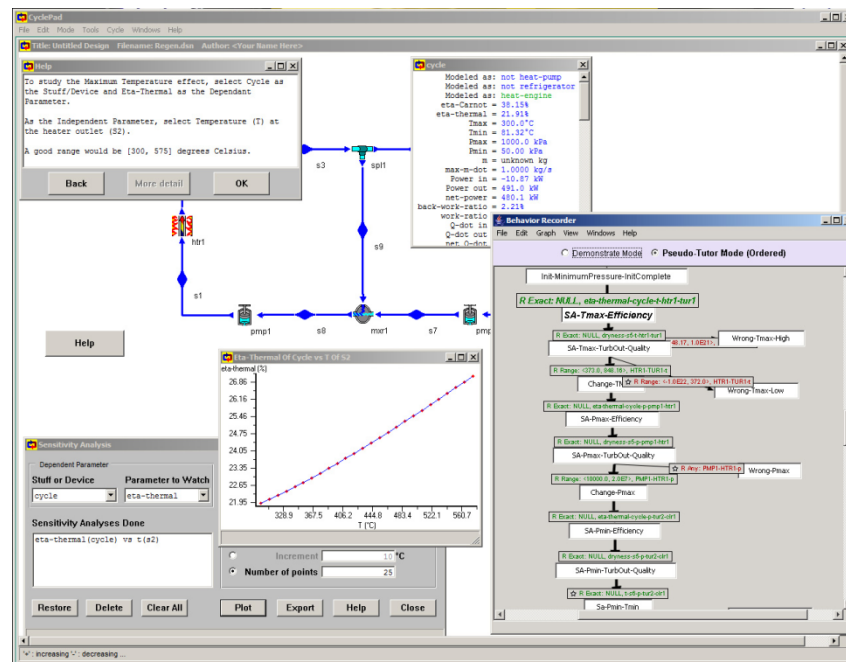 CyclePad
File Edit Mode Tools Cycle Windows Help
Title: Untitled Design Filename: Regen.dsn Author: <Your Name Here>
Help
To study the Maximum Temperature effect, select Cycle as
the Stuff/Device and Eta-Thermal as the Dependant
Parameter.
As the Independent Parameter, select Temperature (T) at
the heater outlet (S2).
A good range would be [300, 575] degrees Celsius.
Back More detail OK
cycle
Modeled as: not heat-pump
Modeled as: not refrigerator
Modeled as: heat-engine
eta-Carnot = 38.15%
eta-thermal = 21.91%
Tmax = 300.0°C
Tmin = 81.32°C
Pmax = 1000.0 kPa
Pmin = 50.00 kPa
m = unknown kg
max-m-dot = 1.0000 kg/s
Power in = -10.87 kW
Power out = 491.0 kW
net-power = 480.1 kW
back-work-ratio = 2.21%
work-ratio
Q-dot in
Q-dot out
net Q-dot
s3
spl1
htr1
s9
s1
pmp1
s8
mxr1
s7
pmp
Help
Behavior Recorder
File Edit Graph View Windows Help
Demonstrate Mode Pseudo-Tutor Mode (Ordered)
Init-MinimumPressure-InitComplete
R Exact: NULL, eta-thermal-cycle-t-htr1-tur1
SA-Tmax-Efficiency
R Exact: NULL, dryness-s5-t-htr1-tur1
48.17, 1.0E21>,
Wrong-Tmax-High
SA-Tmax-TurbOut-Quality
R Range: <373.0, 848.16>, HTR1-TUR1-t
R Range: <-1.0E22, 372.0>, HTR1-TUR1-t
Wrong-Tmax-Low
R Exact: NULL, eta-thermal-cycle-p-pmp1-htr1
SA-Pmax-Efficiency
R Exact: NULL, dryness-s5-p-pmp1-htr1
SA-Pmax-TurbOut-Quality
R Any: PMP1-HTR1-p
Wrong-Pmax
R Range: <10000.0, 2.0E7>, PMP1-HTR1-p
Change-Pmax
R Exact: NULL, eta-thermal-cycle-p-tur2-clr1
SA-Pmin-Efficiency
R Exact: NULL, dryness-s5-p-tur2-clr1
SA-Pmin-TurbOut-Quality
R Exact: NULL, t-s6-p-tur2-clr1
Sa-Pmin-Tmin
Eta-Thermal Of Cycle vs T Of S2
eta-thermal [%]
26.86
26.16
25.46
24.75
24.05
23.35
22.65
21.95
328.9 367.5 406.2 444.8 483.4 522.1 560.7
T [°C]
Sensitivity Analysis
Dependent Parameter
Stuff or Device Parameter to Watch
cycle eta-thermal
Sensitivity Analyses Done
eta-thermal(cycle) vs t(s2)
Increment 10 °C
Number of points 25
Restore Delete Clear All Plot Export Help Close
'+' : increasing '-' : decreasing ...